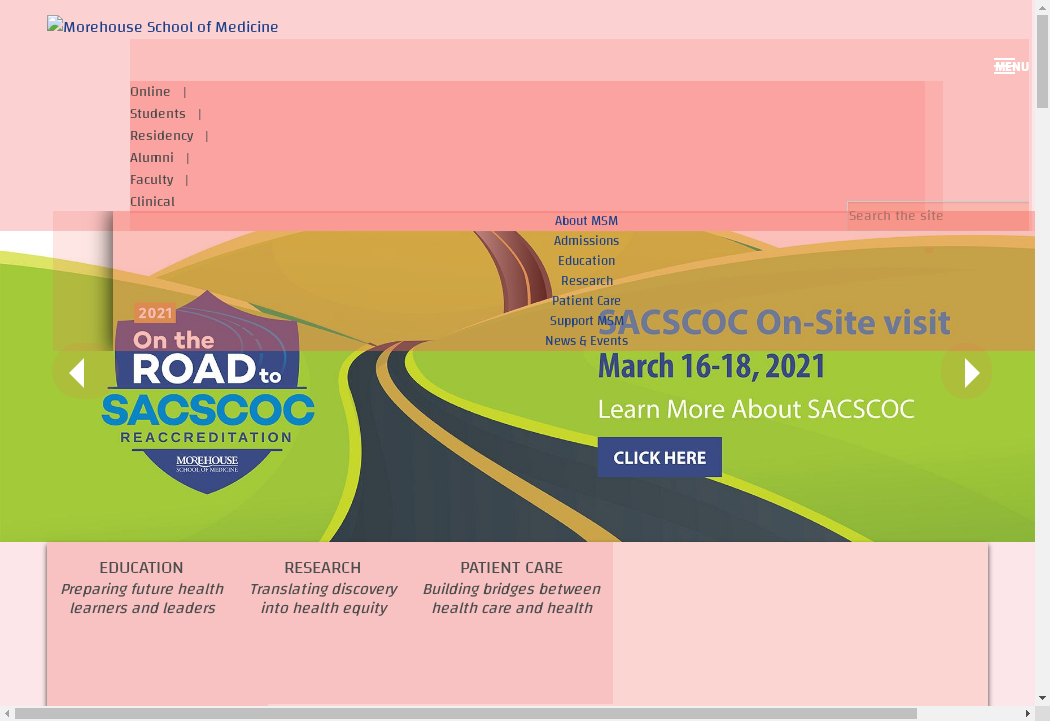 Morehouse School of Medicine
MENU
Online |
Students |
Residency |
Alumni |
Faculty |
Clinical
Search the site
About MSM
Admissions
Education
Research
Patient Care
Support MSM
News & Events
2021
On the
ROAD to
SACSCOC
REACCREDITATION
MOREHOUSE
SCHOOL OF MEDICINE
SACSCOC On-Site visit
March 16-18, 2021
Learn More About SACSCOC
CLICK HERE
EDUCATION
Preparing future health
learners and leaders
RESEARCH
Translating discovery
into health equity
PATIENT CARE
Building bridges between
health care and health